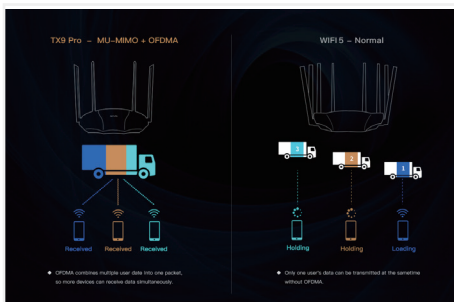 TX9 Pro - MU-MIMO + OFDMA
WIFI 5 - Normal
3
2
1
Received
Received
Received
Holding
Holding
Loading
OFDMA combines multiple user date into one packet,
so more devices can receive data simultaneously.
Only one user's data can be transmitted at the sametime
without OFDMA.